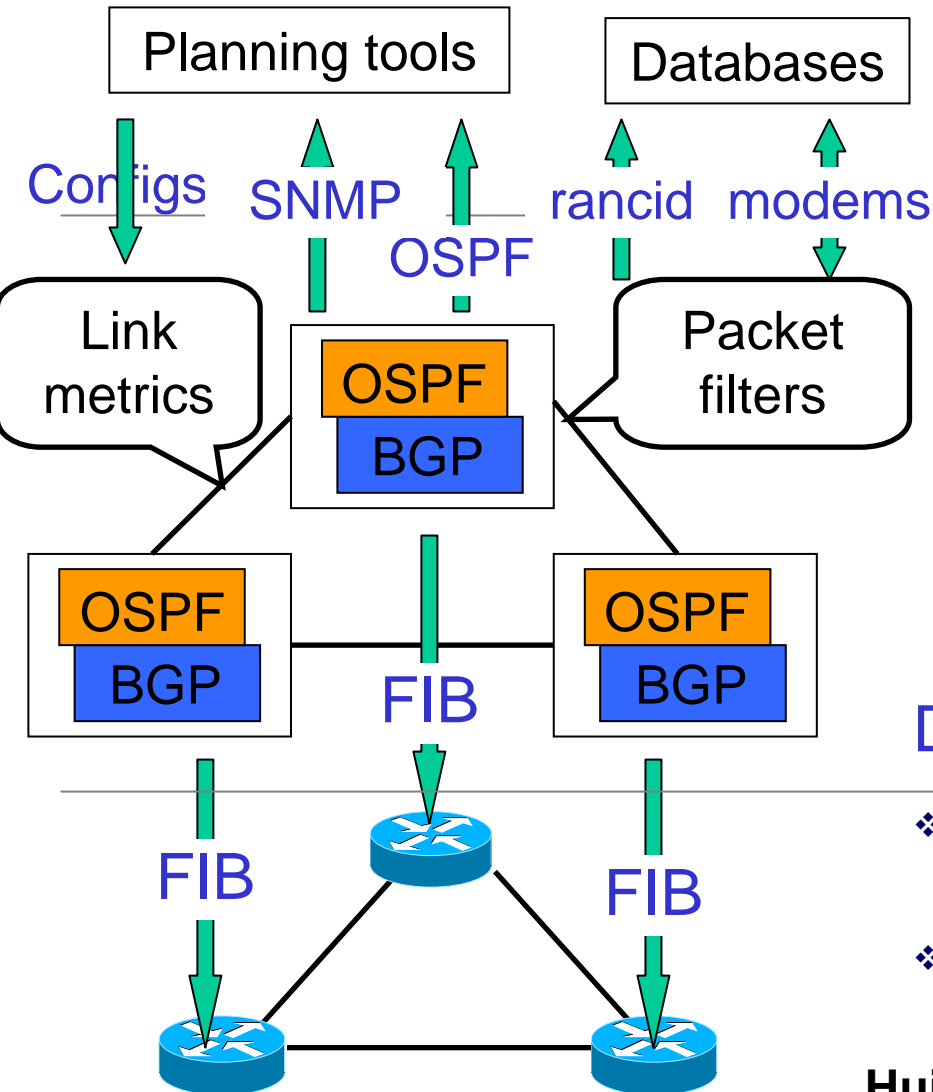 Planning tools
Databases
Configs
SNMP
rancid
modems
OSPF
Link
metrics
Packet
filters
OSPF
BGP
OSPF
BGP
OSPF
BGP
FIB
FIB
FIB